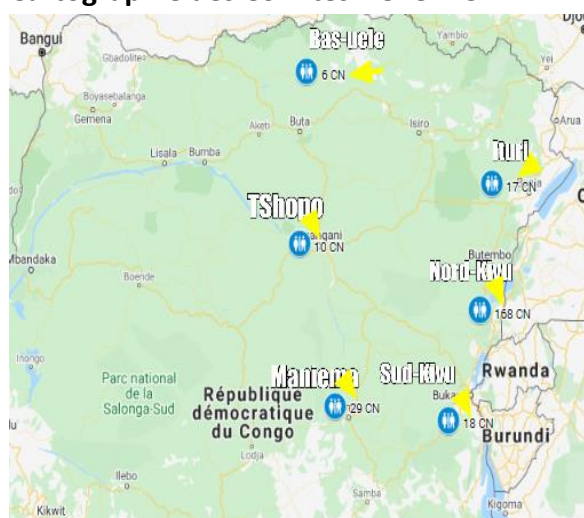 Bangui
Gbadolite
Bas-uele
Yambio
Yei
6 CN
Boyasebalanga
Gemena
Aketi
Buta
Isiro
Arua
Lisala
Bumba
Ituri
17 CN
TShopo
10 CN
Butembo
Mbandaka
Boende
Nord-Kivu
168 CN
Inongo
Maniema
Sud-Kivu
Rwanda
Parc national
de la
Salonga-Sud
République
démocratique
du Congo
29 CN
18 CN
Burundi
Lodja
Ilebo
Samba
Kikwit
Kigoma